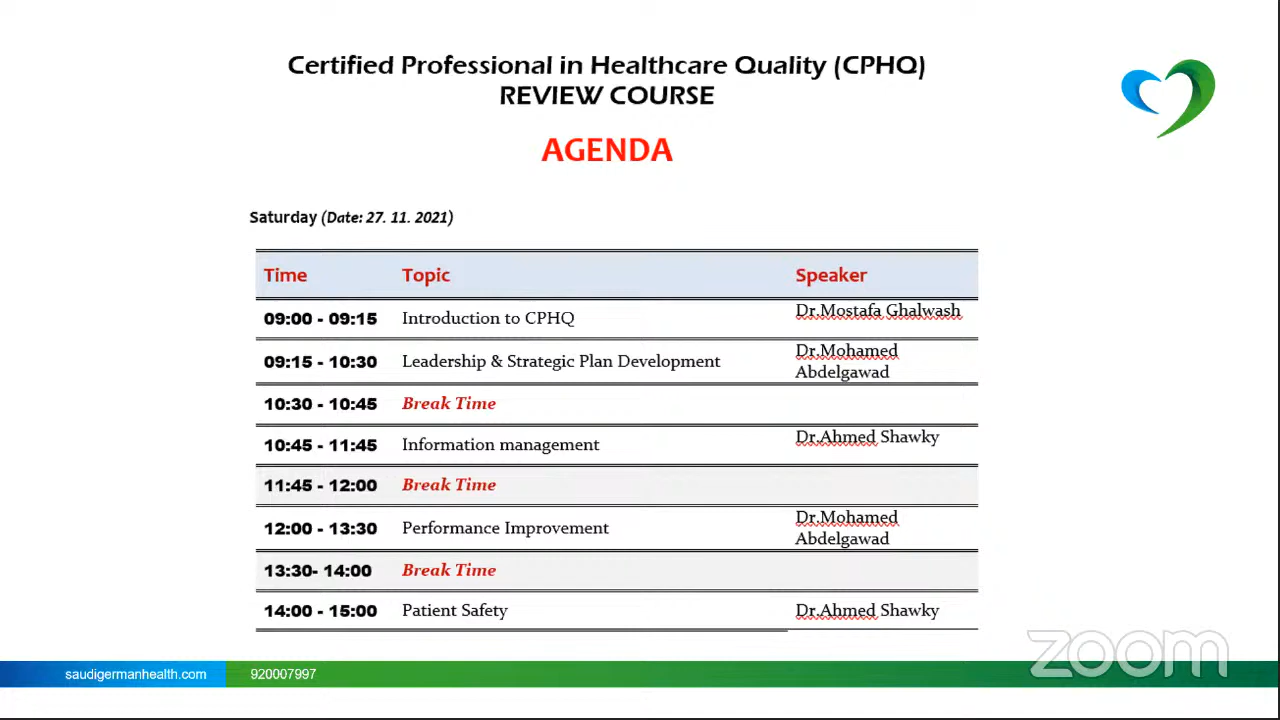 Certified Professional in Healthcare Quality (CPHQ)
REVIEW COURSE
AGENDA
Saturday (Date: 27. 11. 2021)
Time Topic Speaker
09:00 - 09:15 Introduction to CPHQ Dr.Mostafa Ghalwash
09:15 - 10:30 Leadership & Strategic Plan Development Dr.Mohamed
Abdelgawad
10:30 - 10:45 Break Time
10:45 - 11:45 Information management Dr.Ahmed Shawky
11:45 - 12:00 Break Time
12:00 - 13:30 Performance Improvement Dr.Mohamed
Abdelgawad
13:30- 14:00 Break Time
14:00 - 15:00 Patient Safety Dr.Ahmed Shawky
zoom
saudigermanhealth.com 920007997